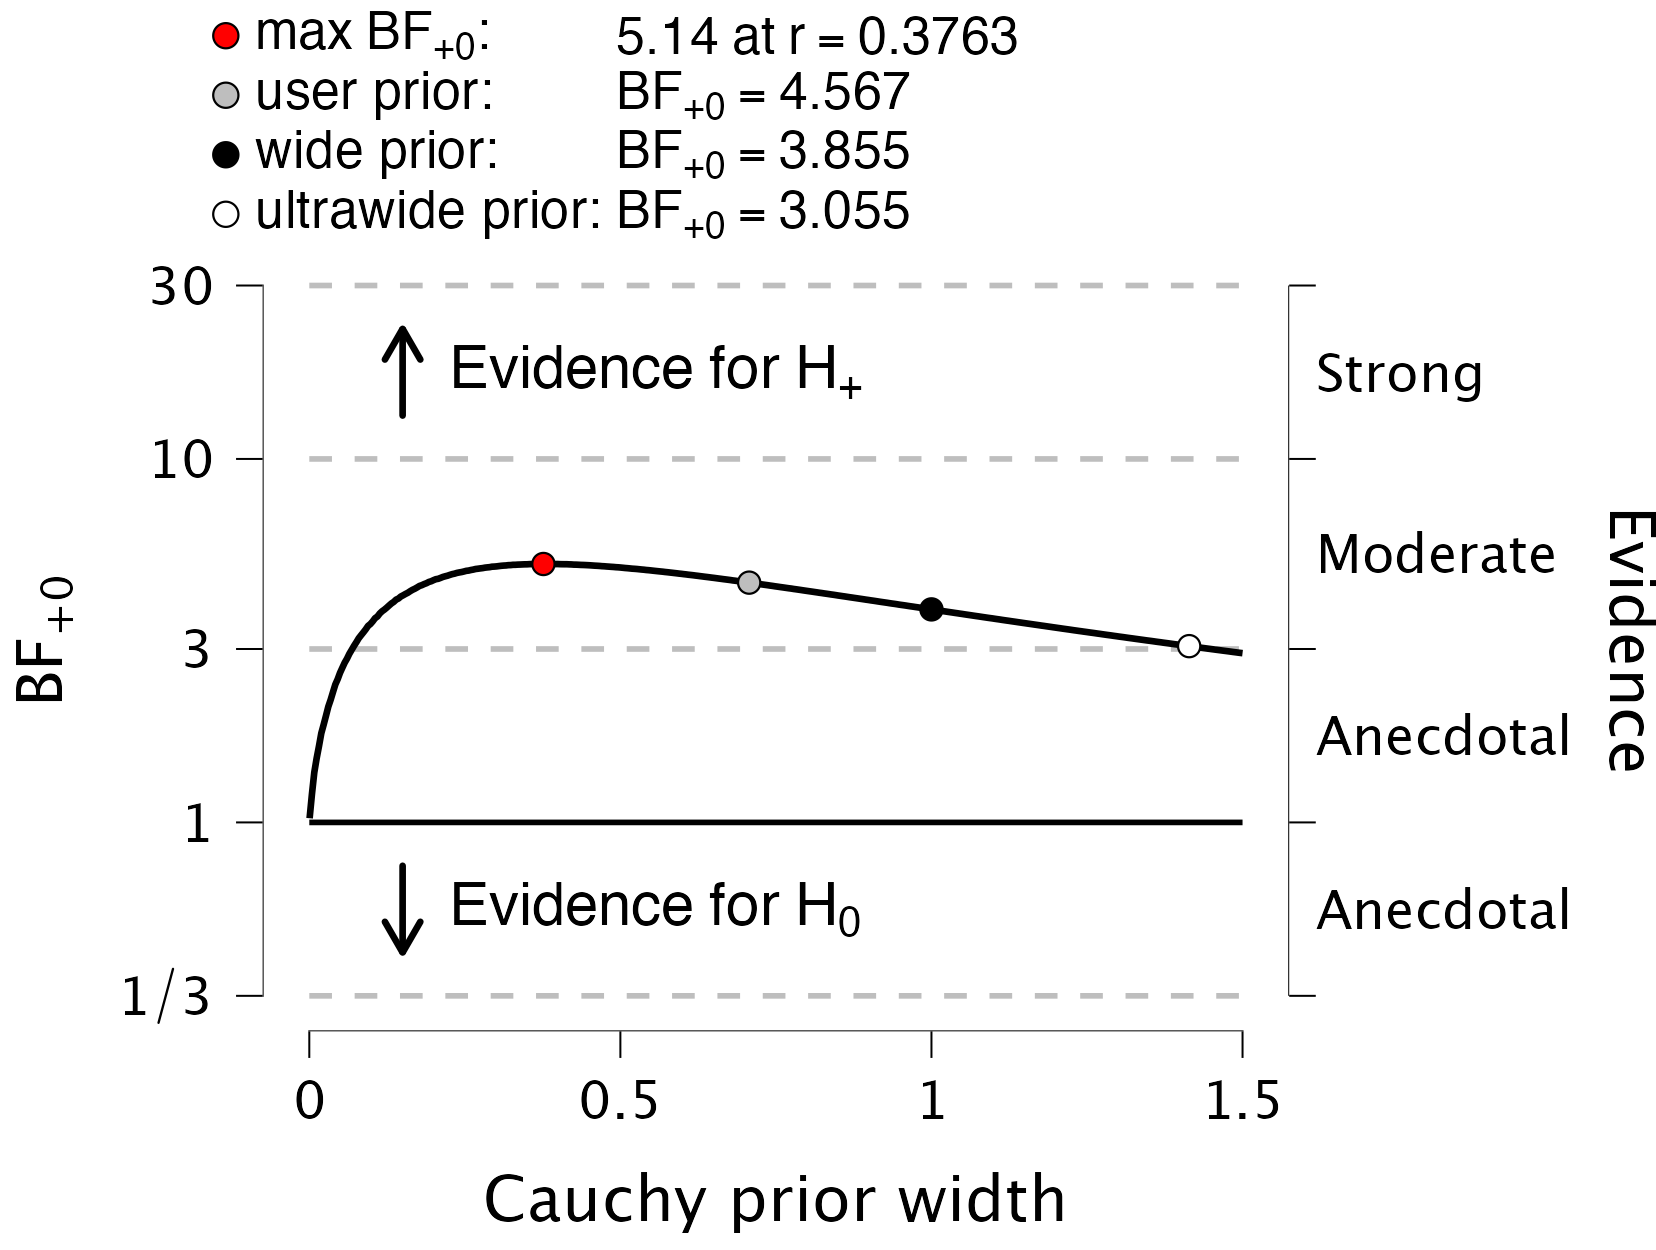 max BF+0: 5.14 at r = 0.3763
user prior: BF+0 = 4.567
wide prior: BF+0 = 3.855
ultrawide prior: BF+0 = 3.055
30
10
3
1
1/3
BF+0
Evidence for H+
Evidence for H0
Strong
Moderate
Anecdotal
Anecdotal
Evidence
0 0.5 1 1.5
Cauchy prior width